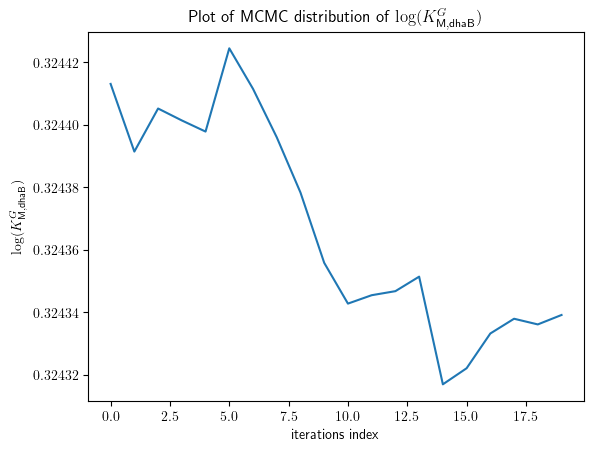 Plot of MCMC distribution of log(K^G_{M,dhaB})
log(K^G_{M,dhaB})
0.32442
0.32440
0.32438
0.32436
0.32434
0.32432
0.0 2.5 5.0 7.5 10.0 12.5 15.0 17.5
iterations index